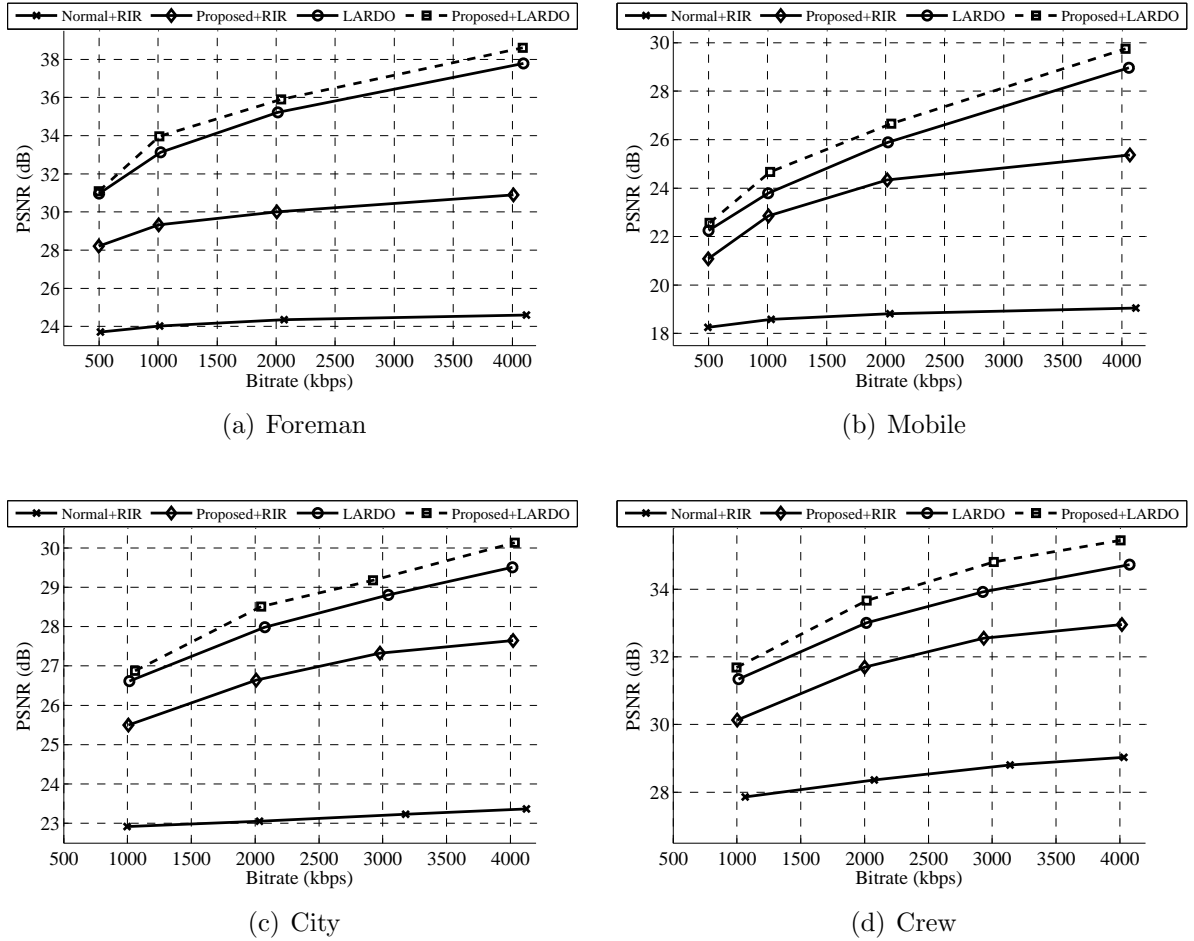 Normal+RIR Proposed+RIR LARDO Proposed+LARDO
PSNR (dB)
38
36
34
32
30
28
26
24
500 1000 1500 2000 2500 3000 3500 4000
Bitrate (kbps)
(a) Foreman
Normal+RIR Proposed+RIR LARDO Proposed+LARDO
PSNR (dB)
30
28
26
24
22
20
18
500 1000 1500 2000 2500 3000 3500 4000
Bitrate (kbps)
(b) Mobile
Normal+RIR Proposed+RIR LARDO Proposed+LARDO
PSNR (dB)
30
29
28
27
26
25
24
23
500 1000 1500 2000 2500 3000 3500 4000
Bitrate (kbps)
(c) City
Normal+RIR Proposed+RIR LARDO Proposed+LARDO
PSNR (dB)
34
32
30
28
500 1000 1500 2000 2500 3000 3500 4000
Bitrate (kbps)
(d) Crew